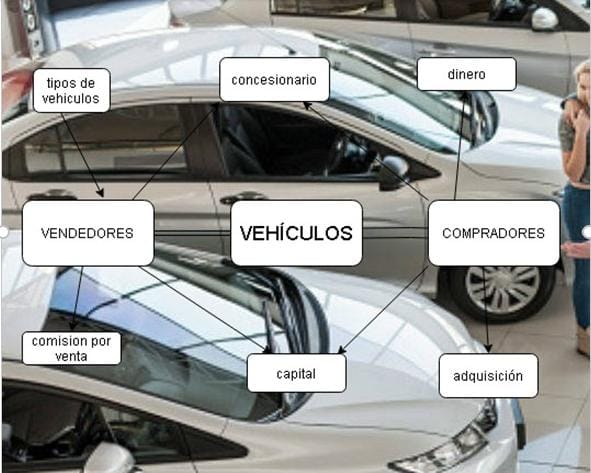 tipos de
vehiculos
concesionario
dinero
VENDEDORES
VEHÍCULOS
COMPRADORES
comision por
venta
capital
adquisición